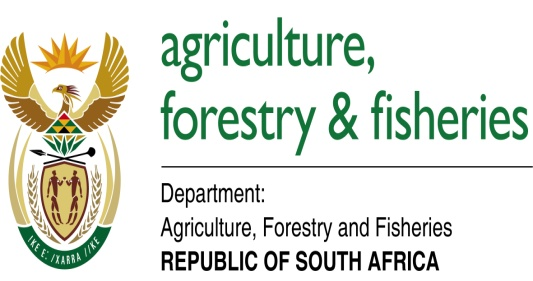 agriculture,
forestry & fisheries
Department:
Agriculture, Forestry and Fisheries
REPUBLIC OF SOUTH AFRICA
!KE E: /XARRA //KE